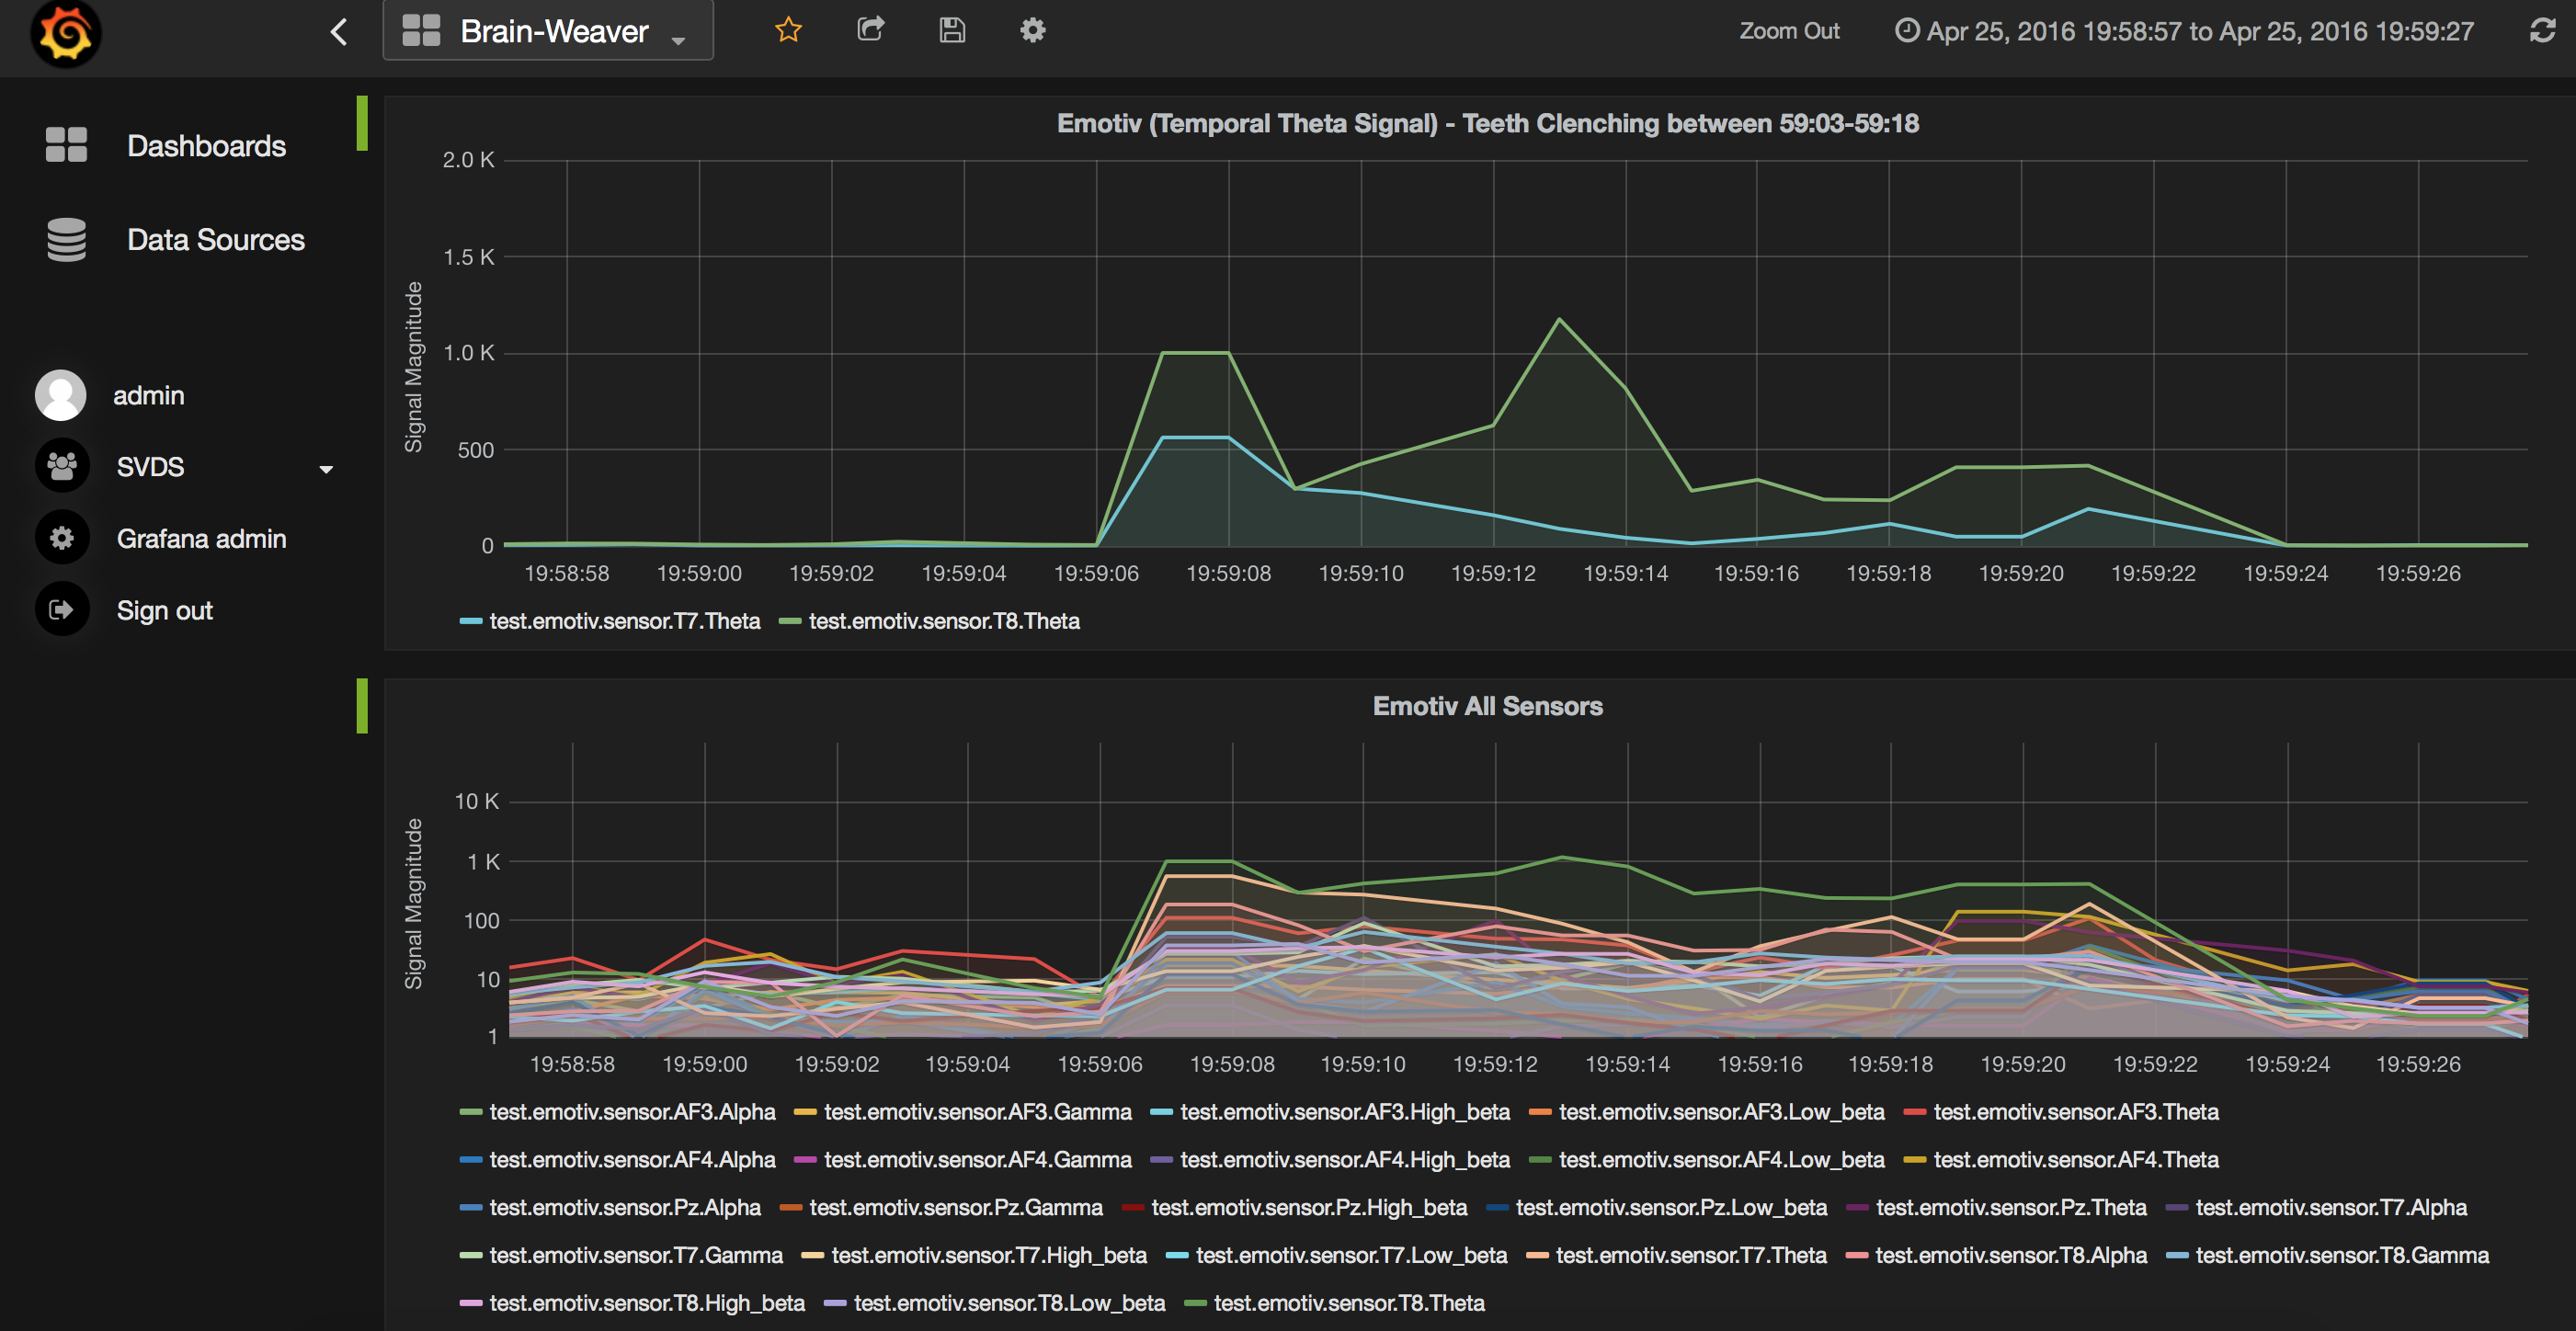 Brain-Weaver
Zoom Out
Apr 25, 2016 19:58:57 to Apr 25, 2016 19:59:27
Dashboards
Data Sources
admin
SVDS
Grafana admin
Sign out
Emotiv (Temporal Theta Signal) - Teeth Clenching between 59:03-59:18
Signal Magnitude
2.0 K
1.5 K
1.0 K
500
0
19:58:58 19:59:00 19:59:02 19:59:04 19:59:06 19:59:08 19:59:10 19:59:12 19:59:14 19:59:16 19:59:18 19:59:20 19:59:22 19:59:24 19:59:26
test.emotiv.sensor.T7.Theta test.emotiv.sensor.T8.Theta
Emotiv All Sensors
Signal Magnitude
10 K
1 K
100
10
1
19:58:58 19:59:00 19:59:02 19:59:04 19:59:06 19:59:08 19:59:10 19:59:12 19:59:14 19:59:16 19:59:18 19:59:20 19:59:22 19:59:24 19:59:26
test.emotiv.sensor.AF3.Alpha test.emotiv.sensor.AF3.Gamma test.emotiv.sensor.AF3.High_beta test.emotiv.sensor.AF3.Low_beta test.emotiv.sensor.AF3.Theta
test.emotiv.sensor.AF4.Alpha test.emotiv.sensor.AF4.Gamma test.emotiv.sensor.AF4.High_beta test.emotiv.sensor.AF4.Low_beta test.emotiv.sensor.AF4.Theta
test.emotiv.sensor.Pz.Alpha test.emotiv.sensor.Pz.Gamma test.emotiv.sensor.Pz.High_beta test.emotiv.sensor.Pz.Low_beta test.emotiv.sensor.Pz.Theta test.emotiv.sensor.T7.Alpha
test.emotiv.sensor.T7.Gamma test.emotiv.sensor.T7.High_beta test.emotiv.sensor.T7.Low_beta test.emotiv.sensor.T7.Theta test.emotiv.sensor.T8.Alpha test.emotiv.sensor.T8.Gamma
test.emotiv.sensor.T8.High_beta test.emotiv.sensor.T8.Low_beta test.emotiv.sensor.T8.Theta